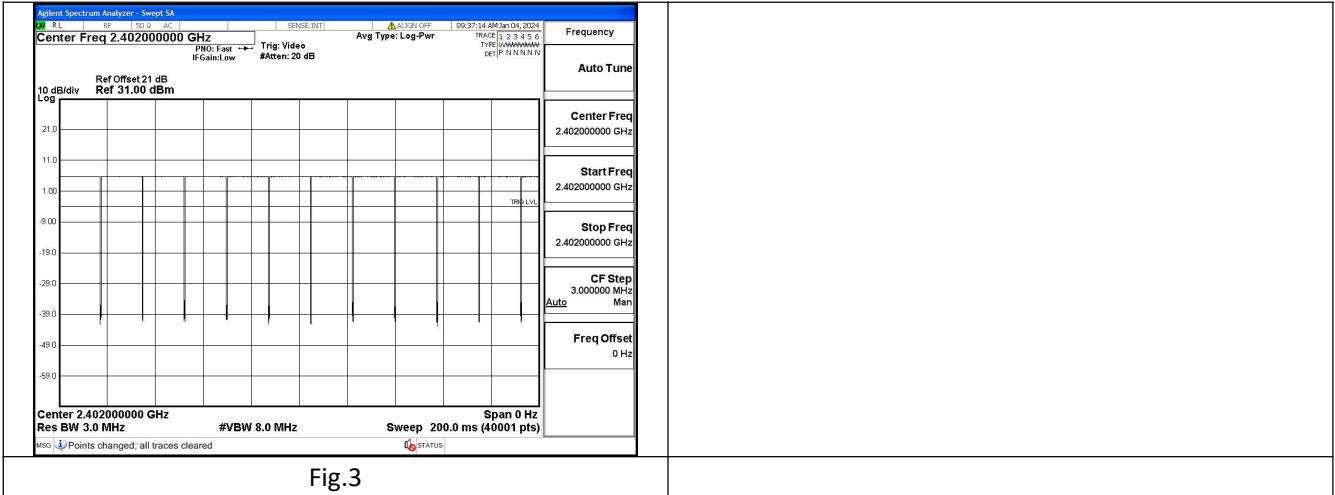 Agilent Spectrum Analyzer - Swept SA
RL RF 50 Ω AC SENSE:INT ALIGN OFF 09:37:14 AM Jan 04, 2024
Center Freq 2.402000000 GHz
PNO: Fast
IFGain:Low
Trig: Video
#Atten: 20 dB
Avg Type: Log-Pwr
TRACE 1 2 3 4 5 6
TYPE
DET P N N N N N
Ref Offset 21 dB
10 dB/div Ref 31.00 dBm
Log
21.0
11.0
1.00
TRIG LVL
-9.00
-19.0
-29.0
-39.0
-49.0
-59.0
Center 2.402000000 GHz Span 0 Hz
Res BW 3.0 MHz #VBW 8.0 MHz Sweep 200.0 ms (40001 pts)
MSG Points changed; all traces cleared STATUS
Frequency
Auto Tune
Center Freq
2.402000000 GHz
Start Freq
2.402000000 GHz
Stop Freq
2.402000000 GHz
CF Step
3.000000 MHz
Auto Man
Freq Offset
0 Hz
Fig.3